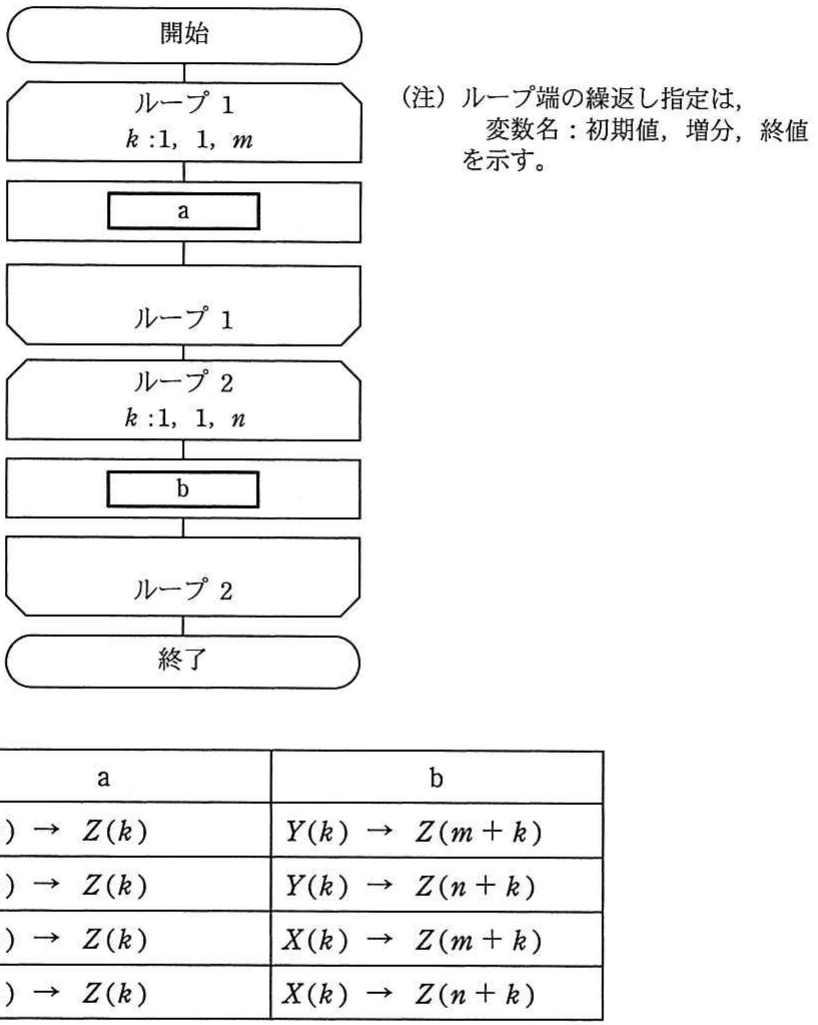 開始
ループ 1
k :1, 1, m
(注) ループ端の繰返し指定は,
変数名：初期値, 増分, 終値
を示す。
a
ループ 1
ループ 2
k :1, 1, n
b
ループ 2
終了
a b
) → Z(k) Y(k) → Z(m + k)
) → Z(k) Y(k) → Z(n + k)
) → Z(k) X(k) → Z(m + k)
) → Z(k) X(k) → Z(n + k)